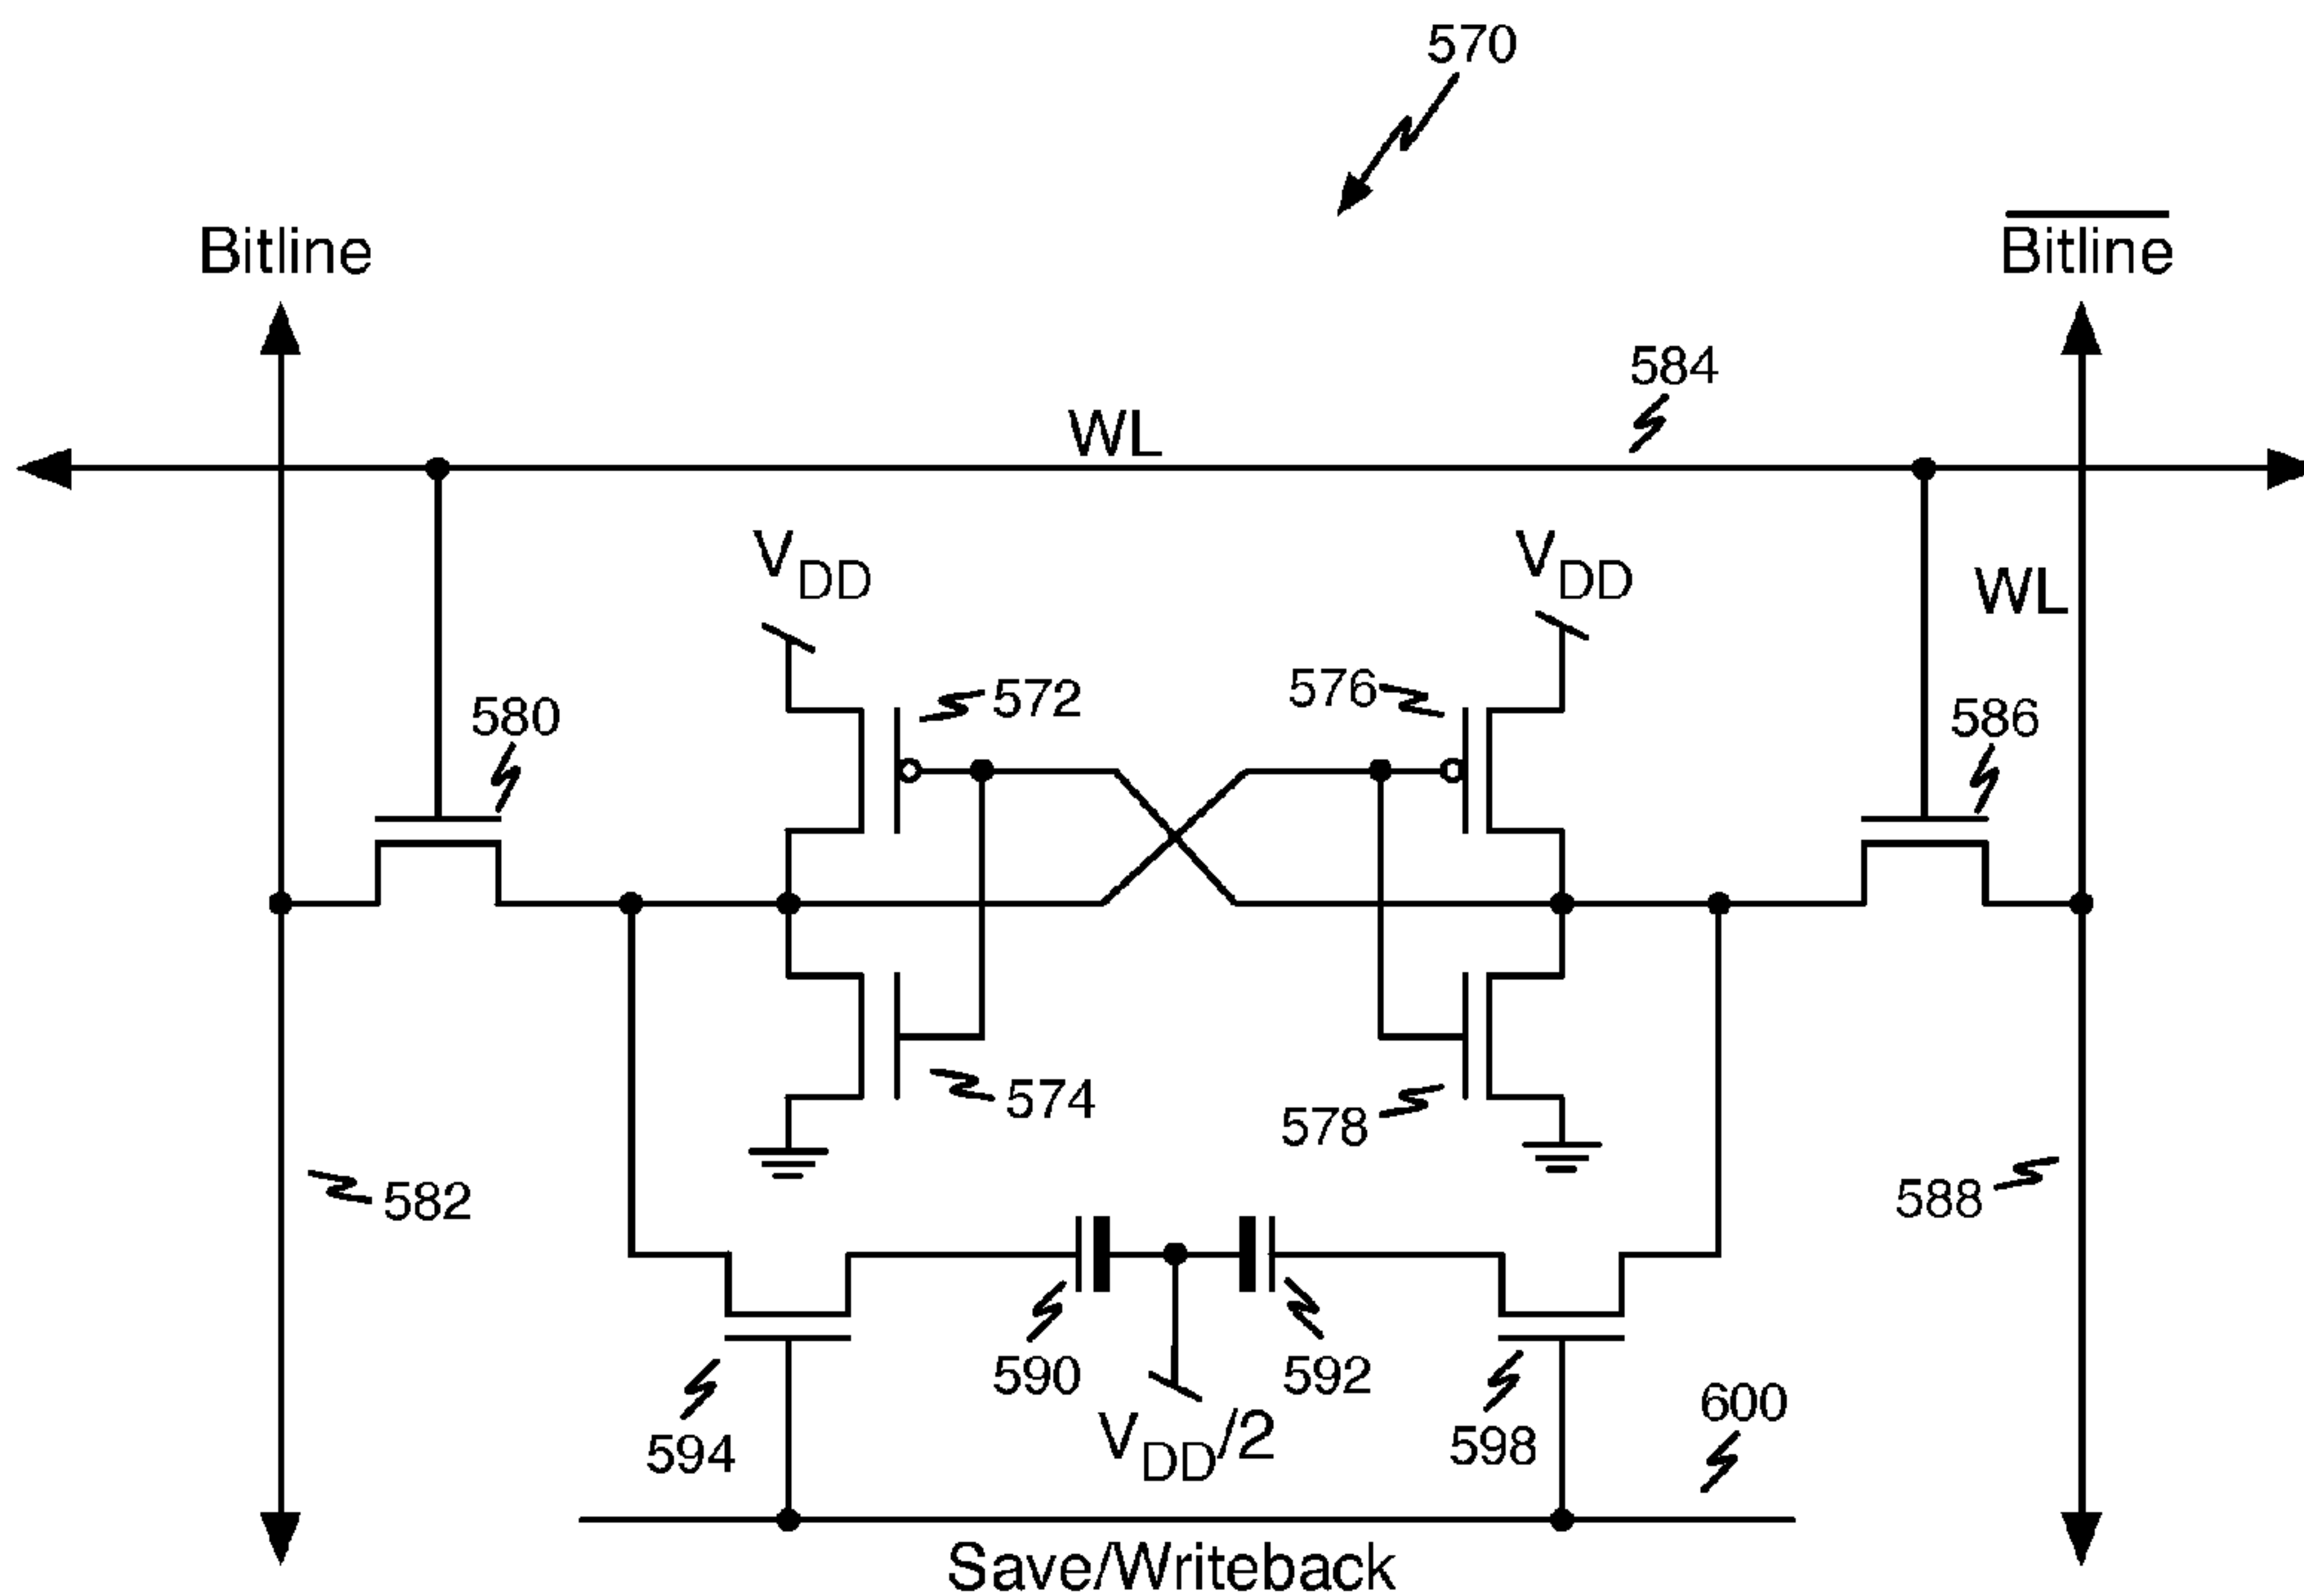 570
Bitline
Bitline
584
WL
VDD
VDD
WL
572
576
580
586
574
578
582
588
590
592
600
594
VDD/2
598
Save/Writeback